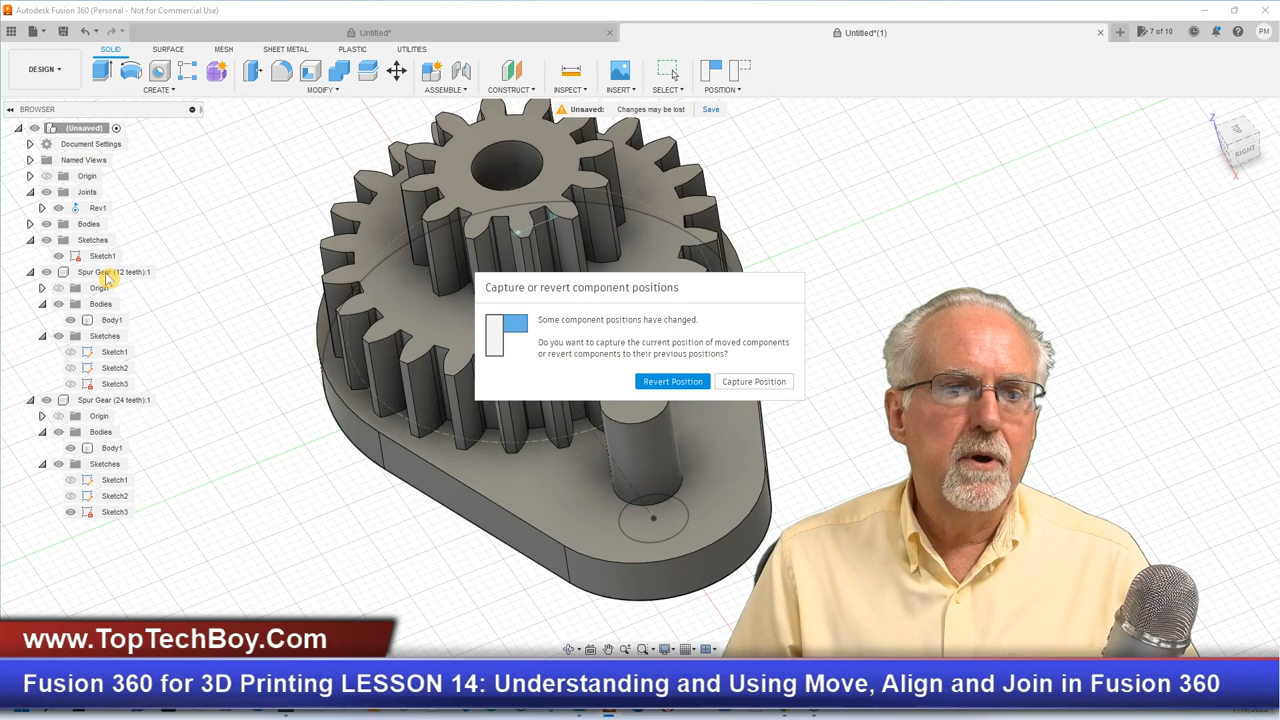 Autodesk Fusion 360 (Personal - Not for Commercial Use)
Untitled*
Untitled*(1)
7 of 10
PM
DESIGN
SOLID
SURFACE
MESH
SHEET METAL
PLASTIC
UTILITIES
CREATE
MODIFY
ASSEMBLE
CONSTRUCT
INSPECT
INSERT
SELECT
POSITION
BROWSER
Unsaved: Changes may be lost Save
(Unsaved)
Document Settings
Named Views
Origin
Joints
Rev1
Bodies
Sketches
Sketch1
Spur Gear (12 teeth):1
Origin
Bodies
Body1
Sketches
Sketch1
Sketch2
Sketch3
Spur Gear (24 teeth):1
Origin
Bodies
Body1
Sketches
Sketch1
Sketch2
Sketch3
Z
RIGHT
X
Capture or revert component positions
Some component positions have changed.
Do you want to capture the current position of moved components
or revert components to their previous positions?
Revert Position
Capture Position
www.TopTechBoy.Com
Fusion 360 for 3D Printing LESSON 14: Understanding and Using Move, Align and Join in Fusion 360